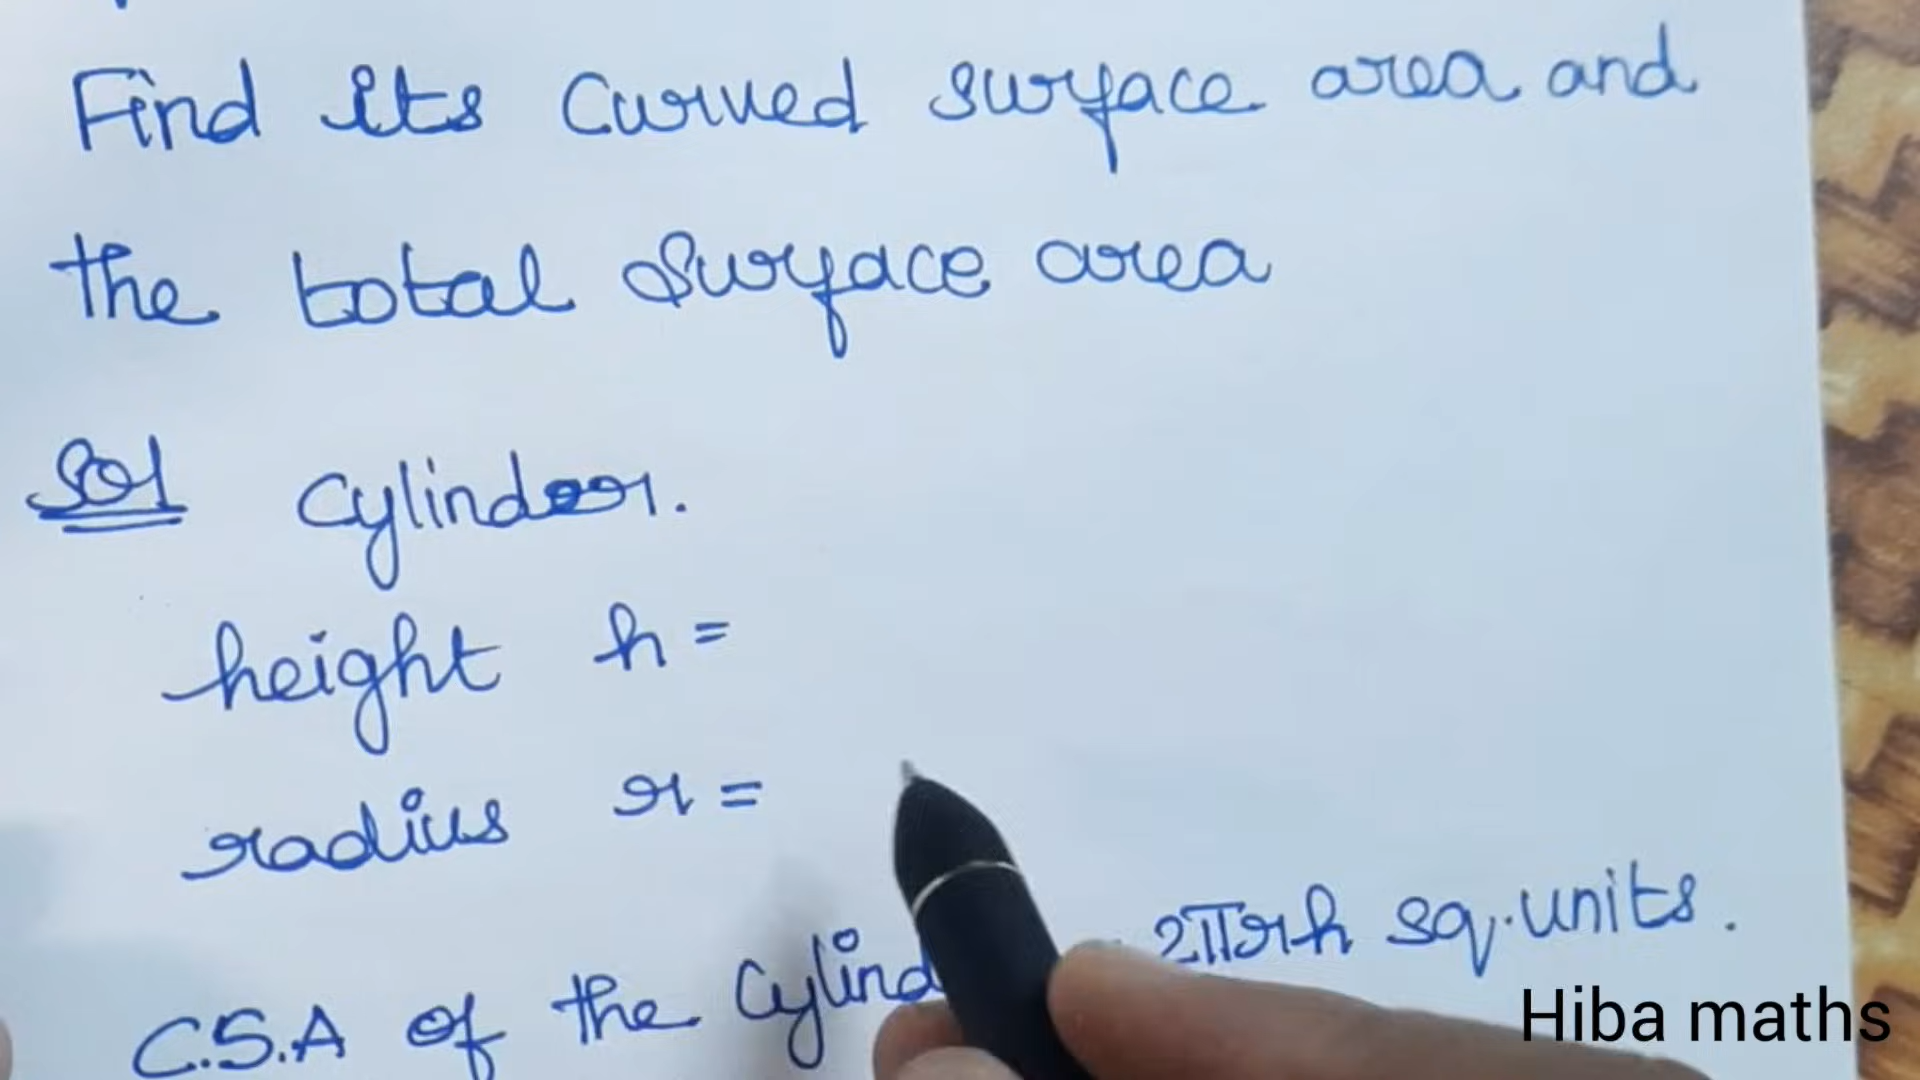 Find its Curved surface area and
the total Surface area
Sol Cylinder.
height h =
radius r =
C.S.A of the Cylind 2πrh sq.units.
Hiba maths